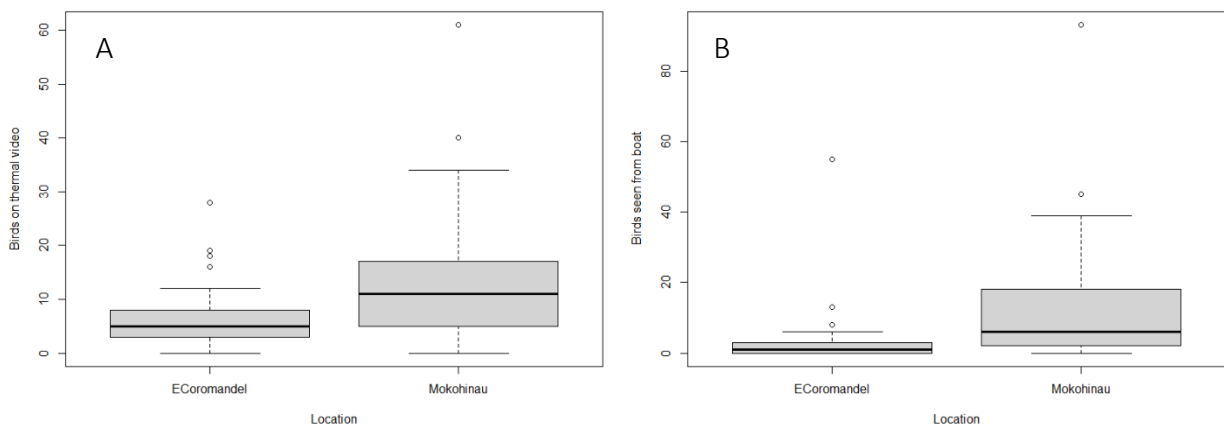 A
Birds on thermal video
60
50
40
30
20
10
0
ECoromandel
Mokohinau
Location
B
Birds seen from boat
80
60
40
20
0
ECoromandel
Mokohinau
Location